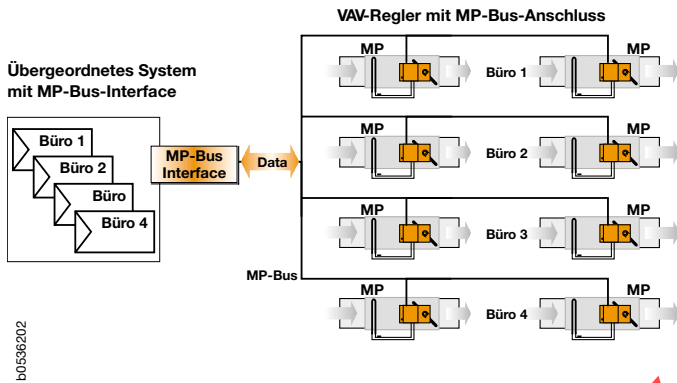 VAV-Regler mit MP-Bus-Anschluss
Übergeordnetes System
mit MP-Bus-Interface
Büro 1
Büro 2
Büro
Büro 4
MP-Bus
Interface
Data
MP-Bus
MP
Büro 1
MP
MP
Büro 2
MP
MP
Büro 3
MP
MP
Büro 4
MP
b0536202